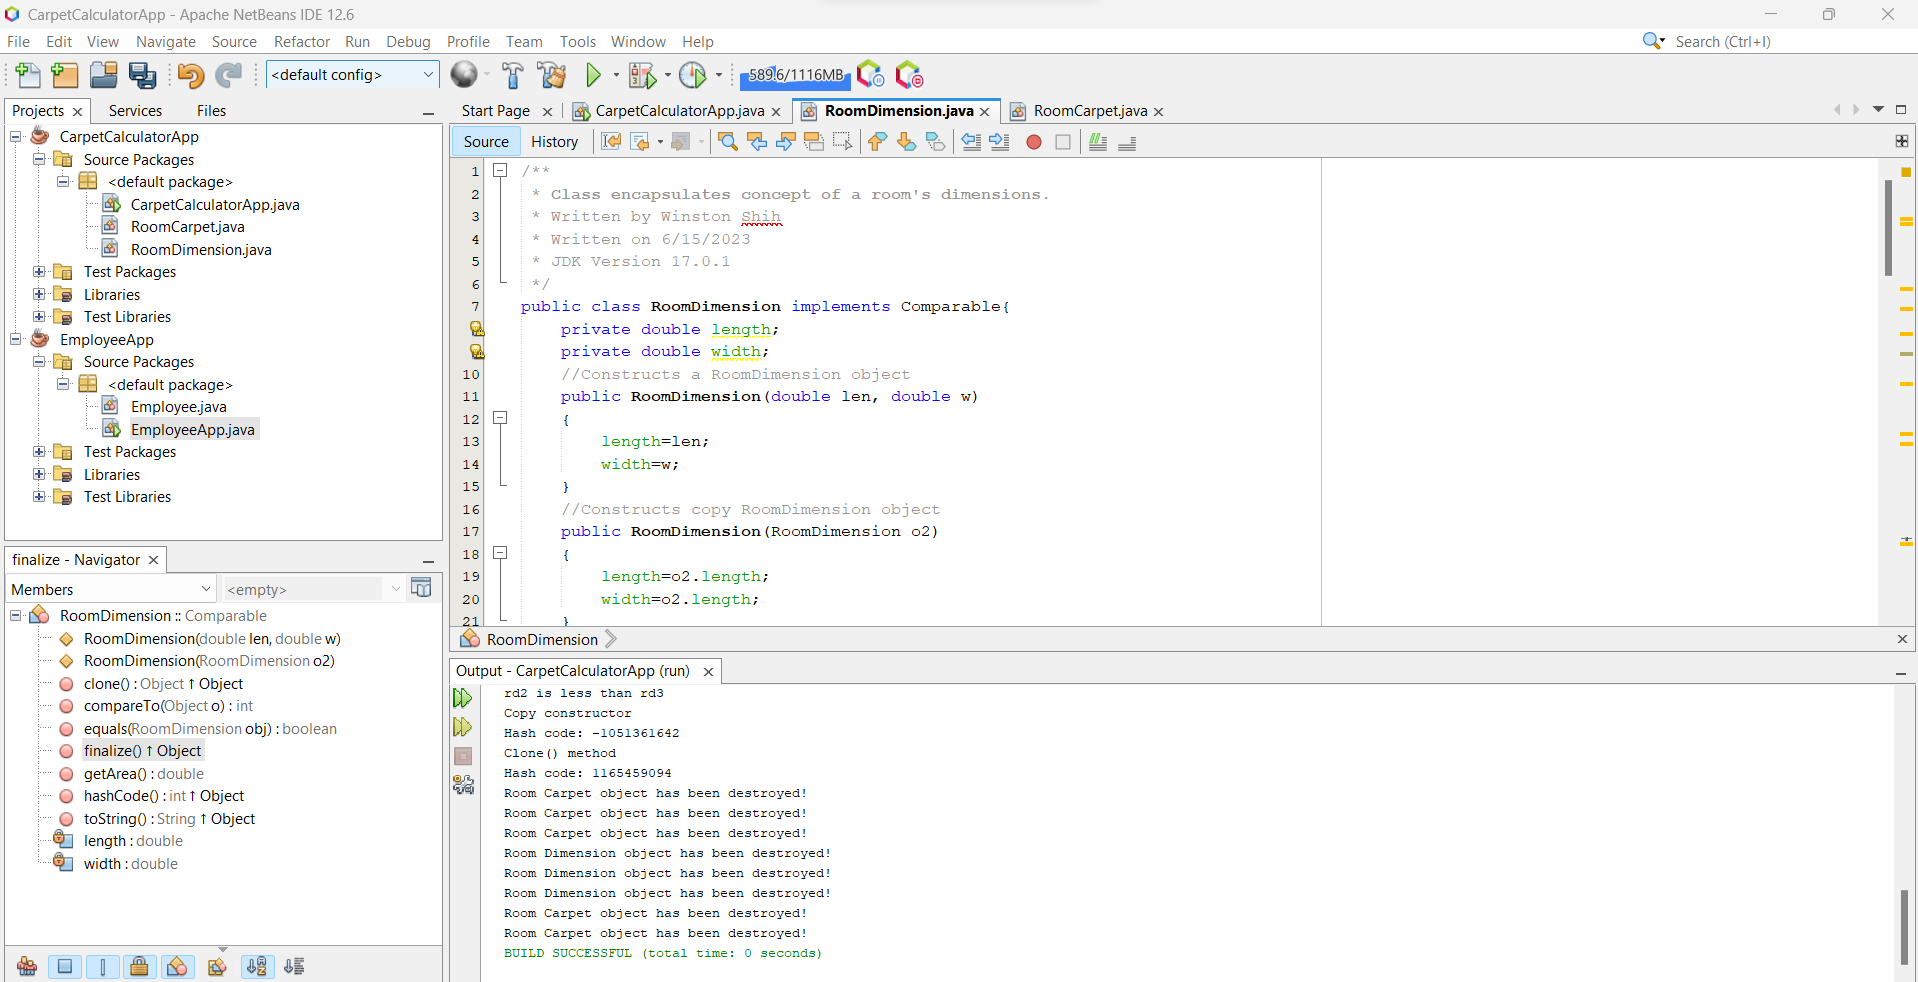 CarpetCalculatorApp - Apache NetBeans IDE 12.6
File Edit View Navigate Source Refactor Run Debug Profile Team Tools Window Help
Search (Ctrl+I)
<default config>
589.6/1116MB
Projects Services Files
CarpetCalculatorApp
Source Packages
<default package>
CarpetCalculatorApp.java
RoomCarpet.java
RoomDimension.java
Test Packages
Libraries
Test Libraries
EmployeeApp
Source Packages
<default package>
Employee.java
EmployeeApp.java
Test Packages
Libraries
Test Libraries
finalize - Navigator
Members
<empty>
RoomDimension :: Comparable
RoomDimension(double len, double w)
RoomDimension(RoomDimension o2)
clone() : Object ↑ Object
compareTo(Object o) : int
equals(RoomDimension obj) : boolean
finalize() ↑ Object
getArea() : double
hashCode() : int ↑ Object
toString() : String ↑ Object
length : double
width : double
Start Page CarpetCalculatorApp.java RoomDimension.java RoomCarpet.java
Source History
1 /**
2 * Class encapsulates concept of a room's dimensions.
3 * Written by Winston Shih
4 * Written on 6/15/2023
5 * JDK Version 17.0.1
6 */
7 public class RoomDimension implements Comparable{
private double length;
private double width;
10 //Constructs a RoomDimension object
11 public RoomDimension(double len, double w)
12 {
13 length=len;
14 width=w;
15 }
16 //Constructs copy RoomDimension object
17 public RoomDimension(RoomDimension o2)
18 {
19 length=o2.length;
20 width=o2.length;
21 }
RoomDimension
Output - CarpetCalculatorApp (run)
rd2 is less than rd3
Copy constructor
Hash code: -1051361642
Clone() method
Hash code: 1165459094
Room Carpet object has been destroyed!
Room Carpet object has been destroyed!
Room Carpet object has been destroyed!
Room Dimension object has been destroyed!
Room Dimension object has been destroyed!
Room Dimension object has been destroyed!
Room Carpet object has been destroyed!
Room Carpet object has been destroyed!
BUILD SUCCESSFUL (total time: 0 seconds)